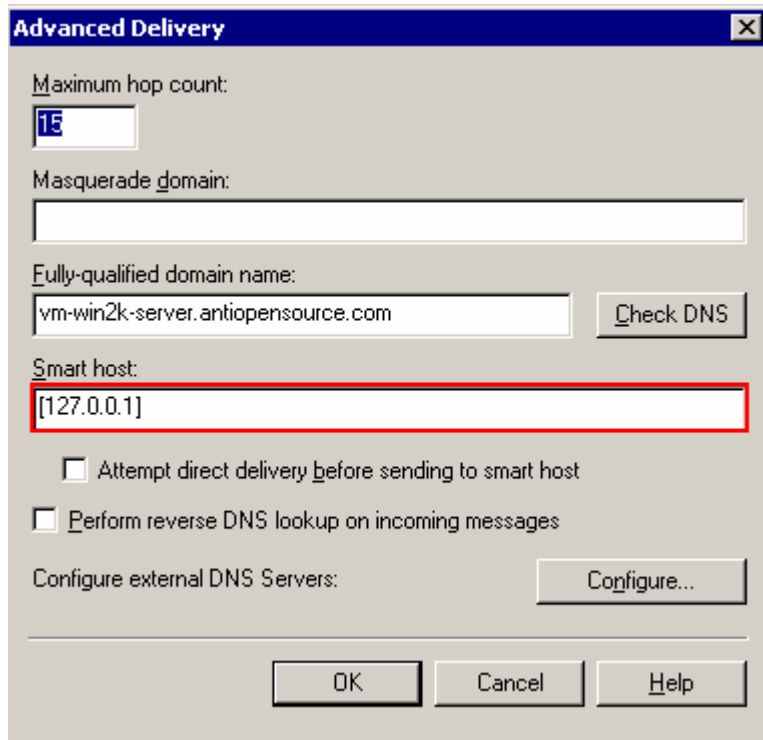 Advanced Delivery
Maximum hop count:
15
Masquerade domain:
Fully-qualified domain name:
vm-win2k-server.antiopensource.com
Check DNS
Smart host:
[127.0.0.1]
Attempt direct delivery before sending to smart host
Perform reverse DNS lookup on incoming messages
Configure external DNS Servers:
Configure...
OK
Cancel
Help